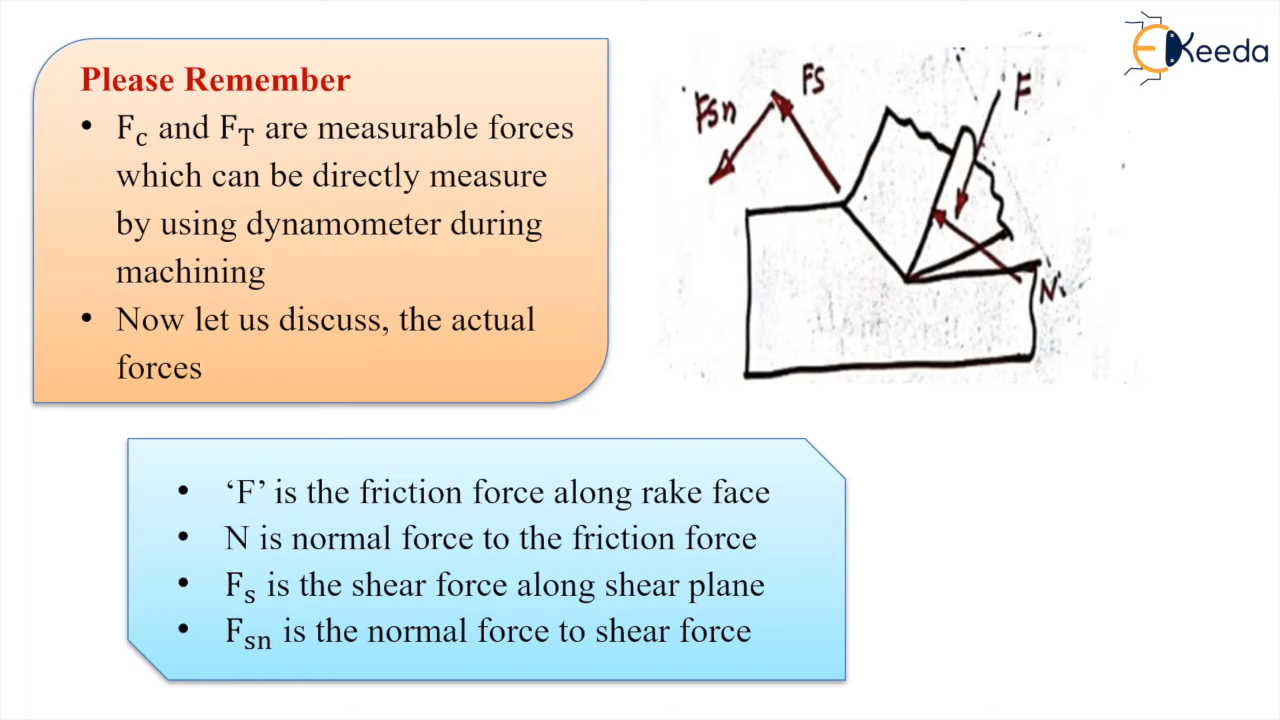 Please Remember
• F_c and F_T are measurable forces
which can be directly measure
by using dynamometer during
machining
• Now let us discuss, the actual
forces
EKeeda
Fs
Fsn
F
N
• ‘F’ is the friction force along rake face
• N is normal force to the friction force
• F_s is the shear force along shear plane
• F_sn is the normal force to shear force